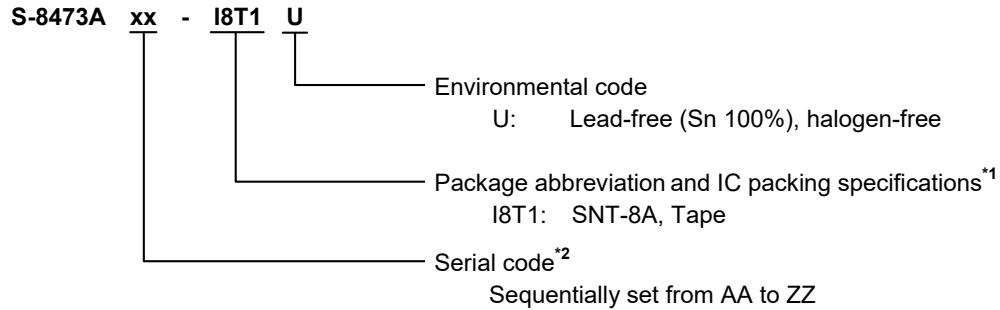 S-8473A xx - I8T1 U
Environmental code
U: Lead-free (Sn 100%), halogen-free
Package abbreviation and IC packing specifications*1
I8T1: SNT-8A, Tape
Serial code*2
Sequentially set from AA to ZZ